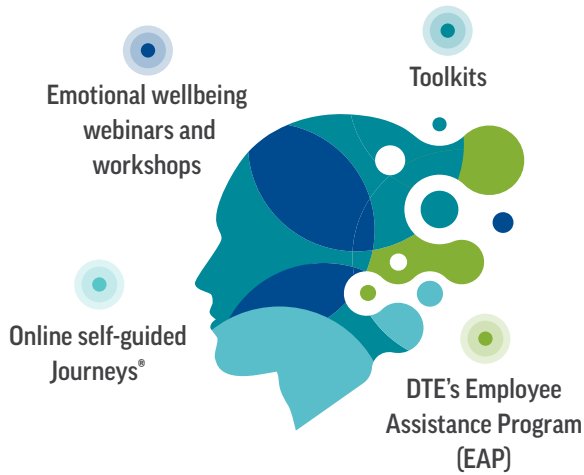 Emotional wellbeing
webinars and
workshops
Toolkits
Online self-guided
Journeys®
DTE's Employee
Assistance Program
(EAP)